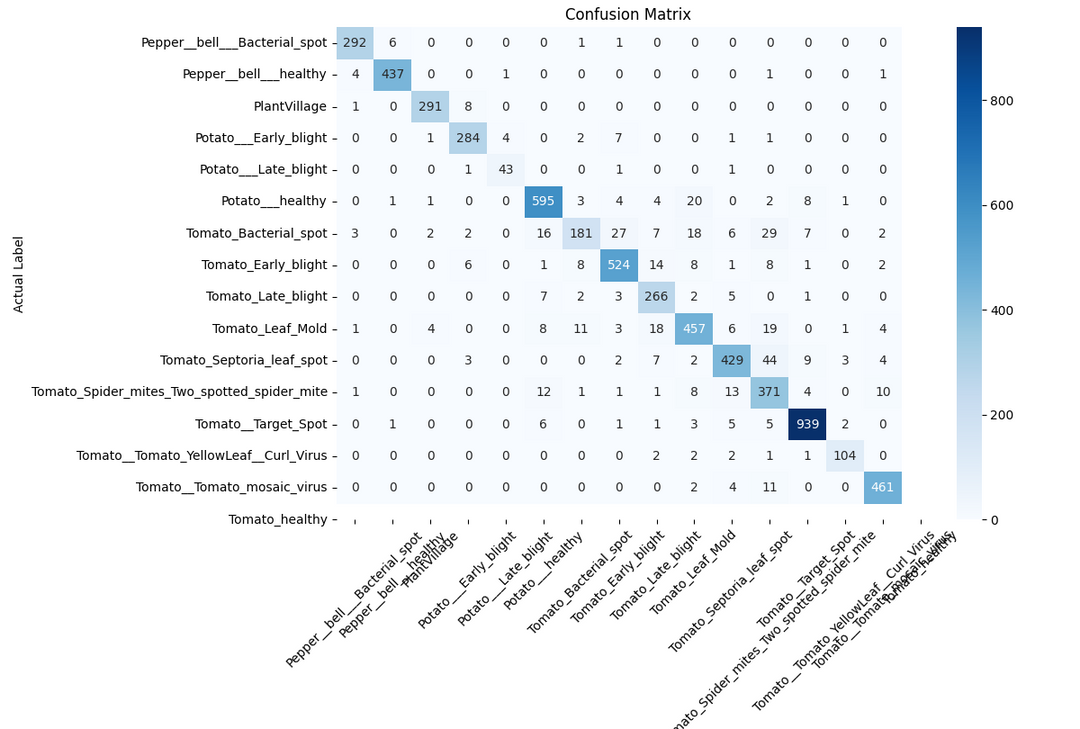 Confusion Matrix
Pepper__bell___Bacterial_spot 292 6 0 0 0 0 1 1 0 0 0 0 0 0 0
Pepper__bell___healthy 4 437 0 0 1 0 0 0 0 0 0 1 0 0 1
PlantVillage 1 0 291 8 0 0 0 0 0 0 0 0 0 0 0
Potato___Early_blight 0 0 1 284 4 0 2 7 0 0 1 1 0 0 0
Potato___Late_blight 0 0 0 1 43 0 0 1 0 0 1 0 0 0 0
Potato___healthy 0 1 1 0 0 595 3 4 4 20 0 2 8 1 0
Tomato_Bacterial_spot 3 0 2 2 0 16 181 27 7 18 6 29 7 0 2
Tomato_Early_blight 0 0 0 6 0 1 8 524 14 8 1 8 1 0 2
Tomato_Late_blight 0 0 0 0 0 7 2 3 266 2 5 0 1 0 0
Tomato_Leaf_Mold 1 0 4 0 0 8 11 3 18 457 6 19 0 1 4
Tomato_Septoria_leaf_spot 0 0 0 3 0 0 0 2 7 2 429 44 9 3 4
Tomato_Spider_mites_Two_spotted_spider_mite 1 0 0 0 0 12 1 1 1 8 13 371 4 0 10
Tomato__Target_Spot 0 1 0 0 0 6 0 1 1 3 5 5 939 2 0
Tomato__Tomato_YellowLeaf__Curl_Virus 0 0 0 0 0 0 0 0 2 2 2 1 1 104 0
Tomato__Tomato_mosaic_virus 0 0 0 0 0 0 0 0 0 2 4 11 0 0 461
Tomato_healthy
Actual Label
800
600
400
200
0
Pepper__bell___Bacterial_spot
Pepper__bell___healthy
PlantVillage
Potato___Early_blight
Potato___Late_blight
Potato___healthy
Tomato_Bacterial_spot
Tomato_Early_blight
Tomato_Late_blight
Tomato_Leaf_Mold
Tomato_Septoria_leaf_spot
mato_Spider_mites_Two_spotted_spider_mite
Tomato__Target_Spot
Tomato__Tomato_YellowLeaf__Curl_Virus
Tomato__Tomato_mosaic_virus
Tomato_healthy